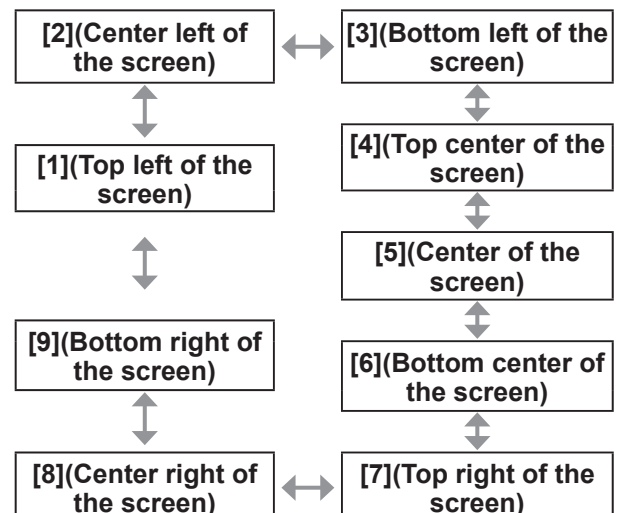 [2](Center left of
the screen)
[3](Bottom left of the
screen)
[1](Top left of the
screen)
[4](Top center of the
screen)
[5](Center of the
screen)
[9](Bottom right of
the screen)
[6](Bottom center of
the screen)
[8](Center right of
the screen)
[7](Top right of the
screen)